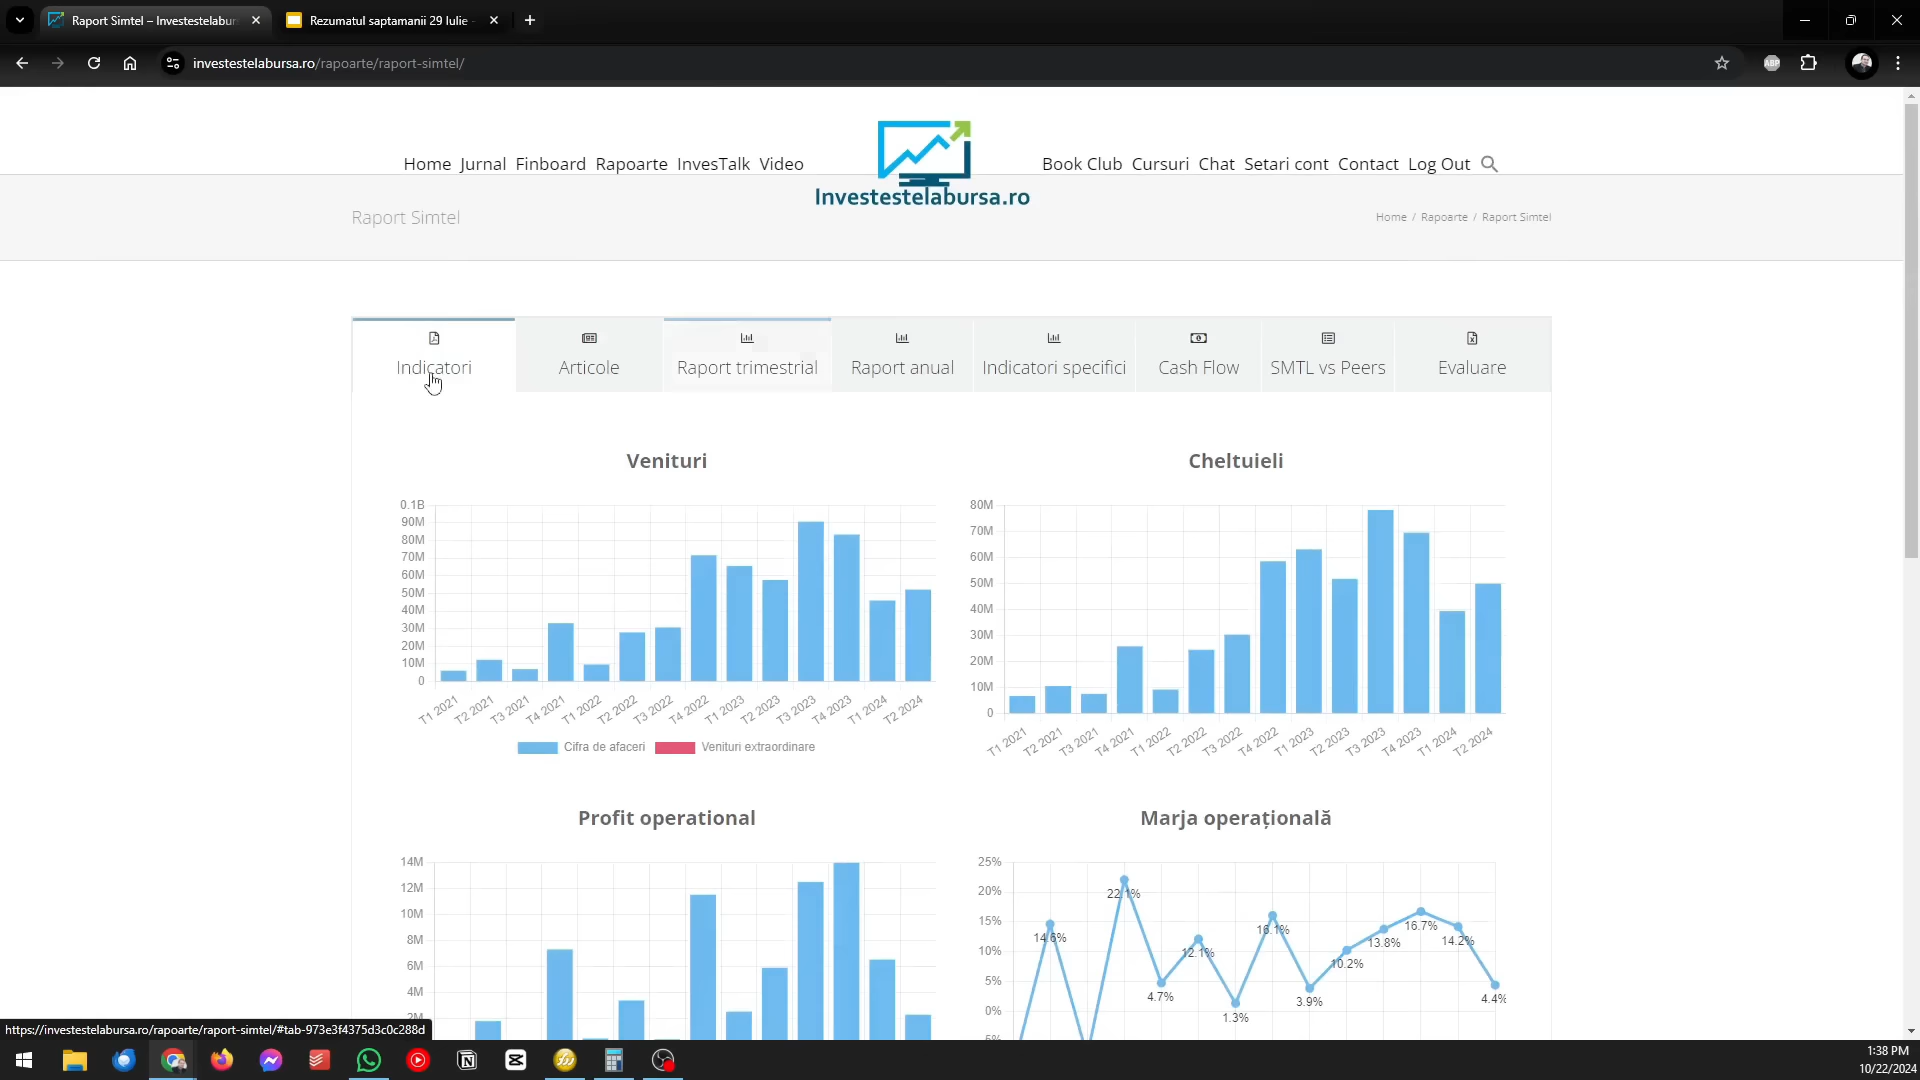 Raport Simtel – Investestelabur
Rezumatul saptamanii 29 Iulie -
investestelabursa.ro/rapoarte/raport-simtel/
ABP
Home Jurnal Finboard Rapoarte InvesTalk Video
Investestelabursa.ro
Book Club Cursuri Chat Setari cont Contact Log Out
Raport Simtel
Home / Rapoarte / Raport Simtel
Indicatori
Articole
Raport trimestrial
Raport anual
Indicatori specifici
Cash Flow
SMTL vs Peers
Evaluare
Venituri
0.1B
90M
80M
70M
60M
50M
40M
30M
20M
10M
0
T1 2021 T2 2021 T3 2021 T4 2021 T1 2022 T2 2022 T3 2022 T4 2022 T1 2023 T2 2023 T3 2023 T4 2023 T1 2024 T2 2024
Cifra de afaceri Venituri extraordinare
Cheltuieli
80M
70M
60M
50M
40M
30M
20M
10M
0
T1 2021 T2 2021 T3 2021 T4 2021 T1 2022 T2 2022 T3 2022 T4 2022 T1 2023 T2 2023 T3 2023 T4 2023 T1 2024 T2 2024
Profit operational
14M
12M
10M
8M
6M
4M
2M
Marja operațională
25%
20%
15%
10%
5%
0%
-5%
14.6%
22.1%
4.7%
12.1%
1.3%
16.1%
3.9%
10.2%
13.8%
16.7%
14.2%
4.4%
https://investestelabursa.ro/rapoarte/raport-simtel/#tab-973e3f4375d3c0c288d
1:38 PM
10/22/2024